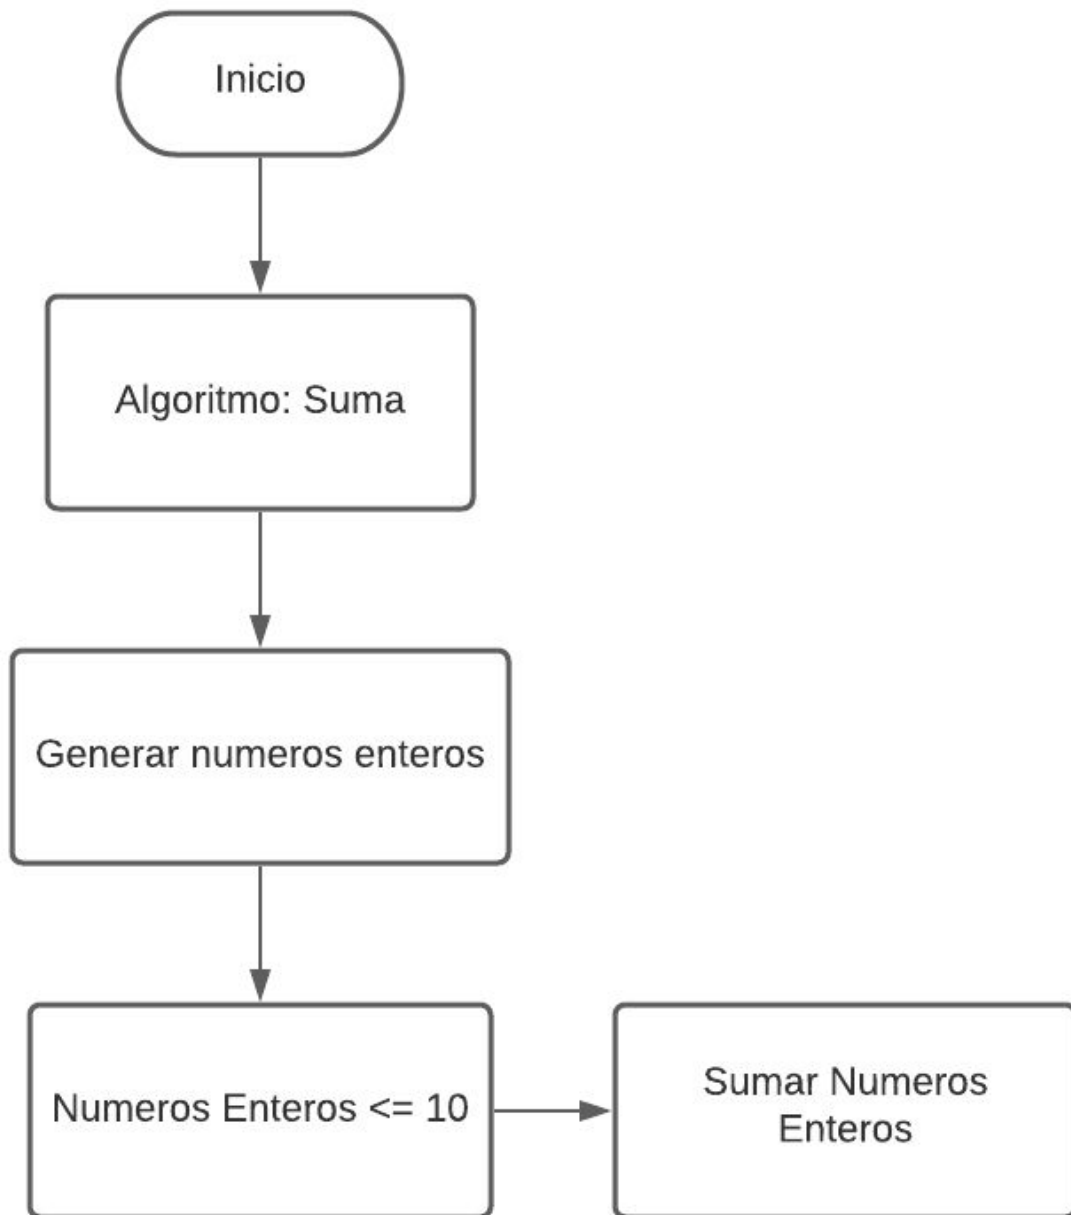 Inicio
Algoritmo: Suma
Generar numeros enteros
Numeros Enteros <= 10
Sumar Numeros
Enteros